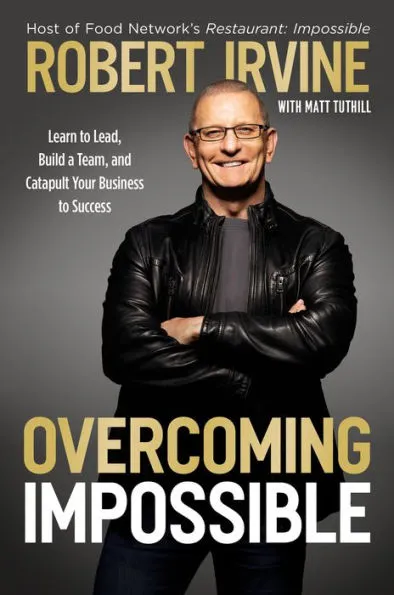 Host of Food Network's Restaurant: Impossible
ROBERT IRVINE
WITH MATT TUTHILL
Learn to Lead,
Build a Team, and
Catapult Your Business
to Success
OVERCOMING
IMPOSSIBLE